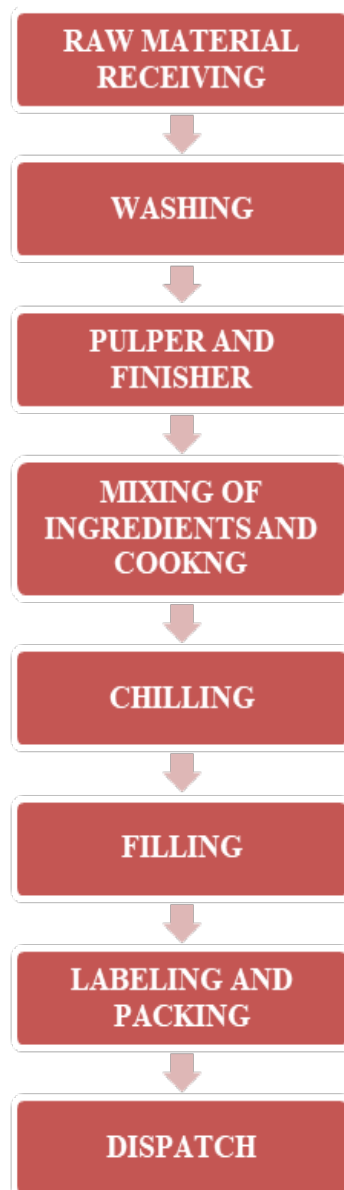 RAW MATERIAL
RECEIVING
WASHING
PULPER AND
FINISHER
MIXING OF
INGREDIENTS AND
COOKNG
CHILLING
FILLING
LABELING AND
PACKING
DISPATCH